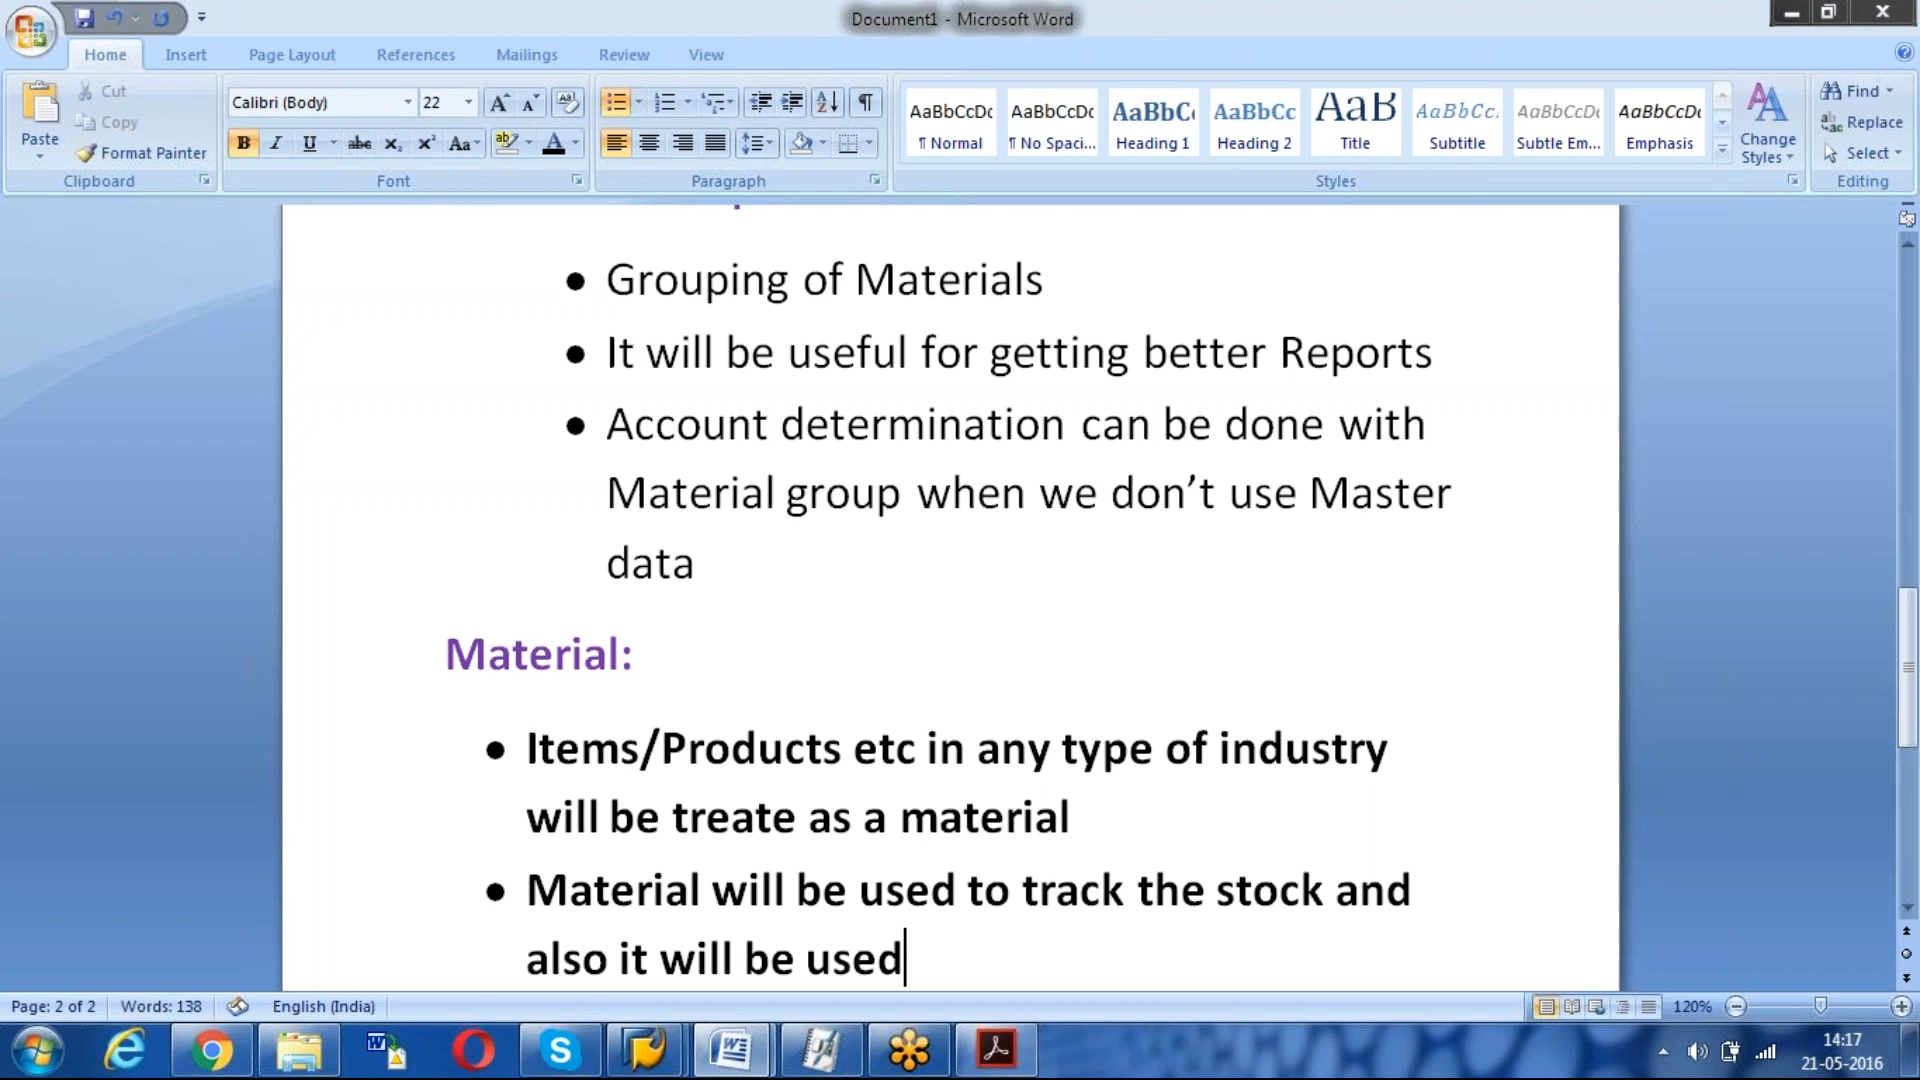 Document1 - Microsoft Word
Home Insert Page Layout References Mailings Review View
Cut
Calibri (Body) 22
AaBbCcDc AaBbCcDc AaBbC AaBbCc AaB AaBbCc. AaBbCcDc AaBbCcDc
Find
Paste
Copy
Replace
Format Painter
¶ Normal ¶ No Spaci... Heading 1 Heading 2 Title Subtitle Subtle Em... Emphasis
Change Styles
Select
Clipboard Font Paragraph Styles Editing
• Grouping of Materials
• It will be useful for getting better Reports
• Account determination can be done with
Material group when we don’t use Master
data
Material:
• Items/Products etc in any type of industry
will be treate as a material
• Material will be used to track the stock and
also it will be used
Page: 2 of 2 Words: 138 English (India) 120%
14:17
21-05-2016